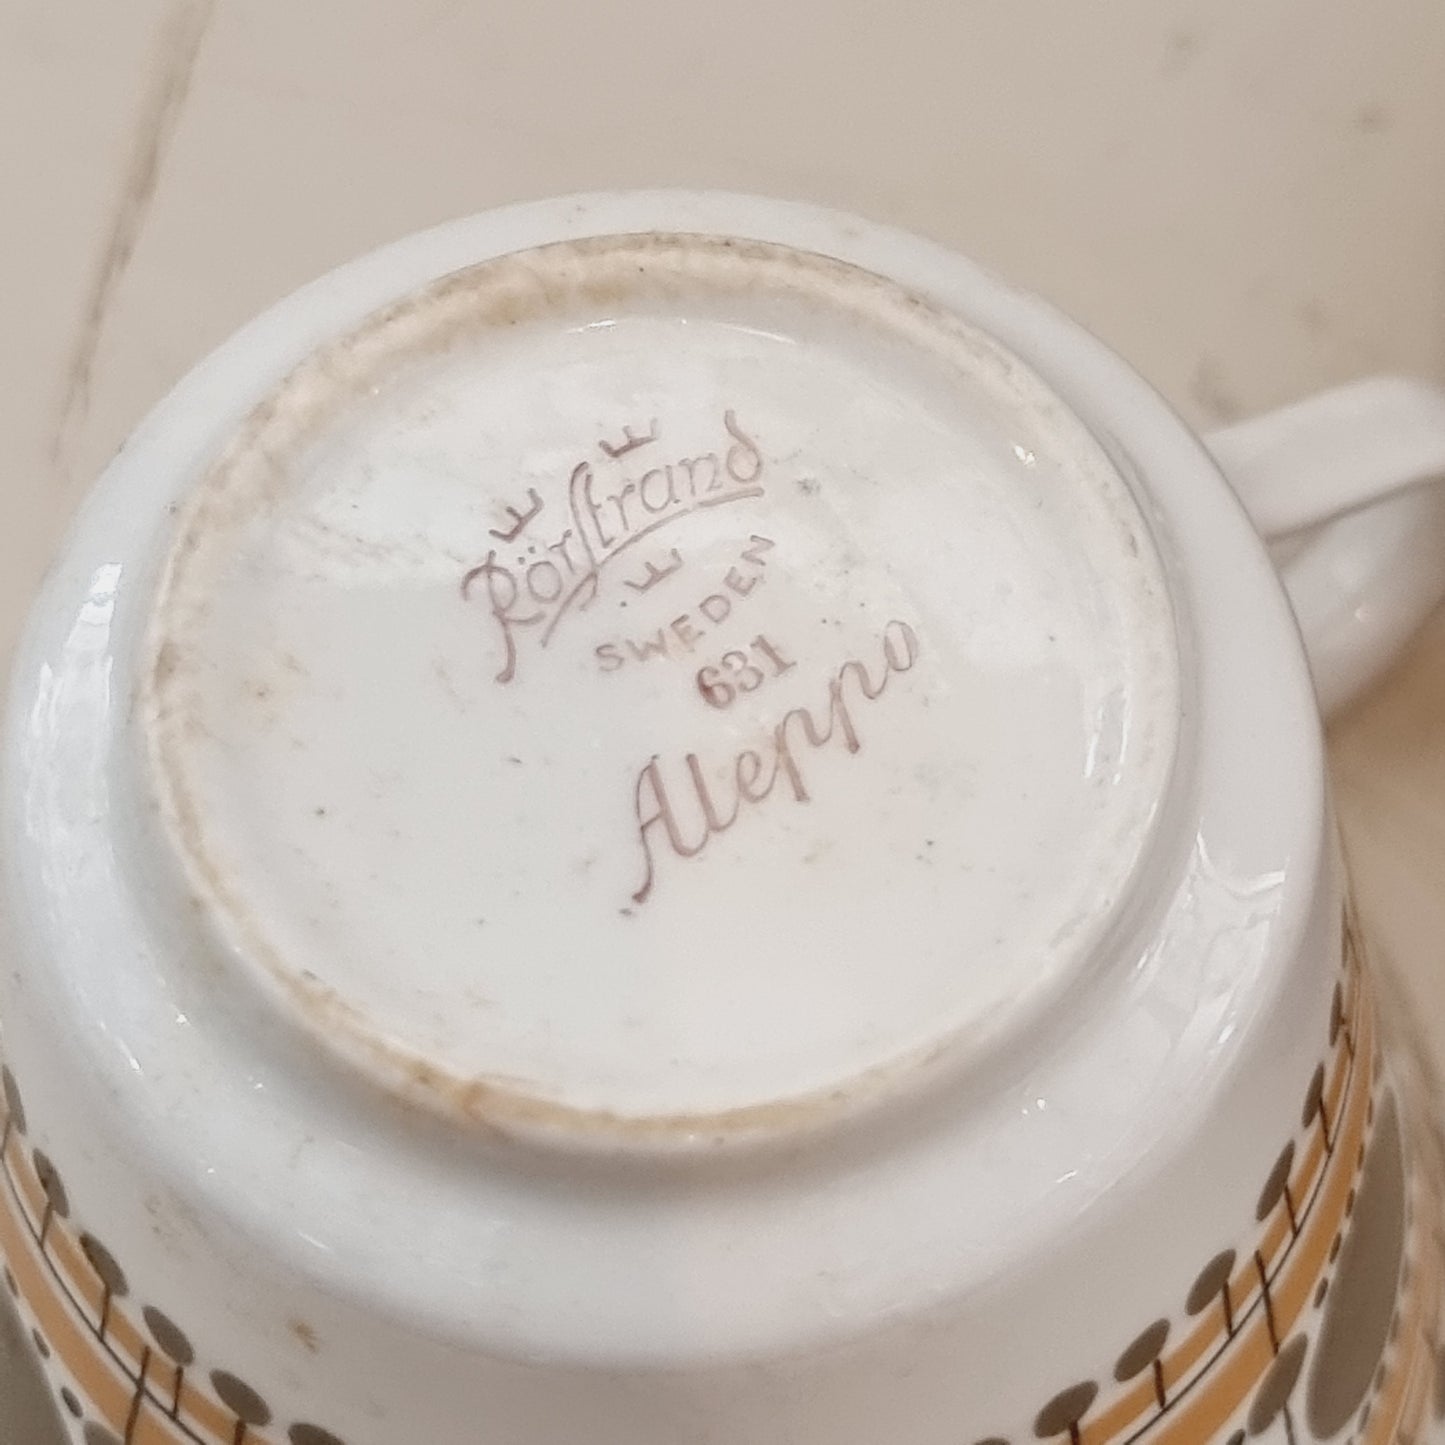 Rörstrand
SWEDEN
631
Aleppo